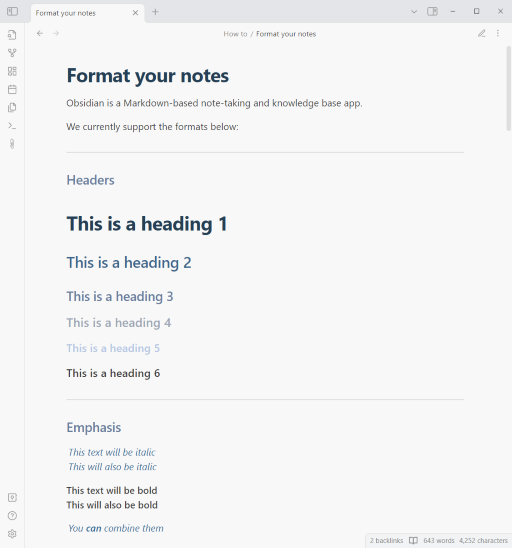 Format your notes
How to / Format your notes
Format your notes
Obsidian is a Markdown-based note-taking and knowledge base app.
We currently support the formats below:
Headers
This is a heading 1
This is a heading 2
This is a heading 3
This is a heading 4
This is a heading 5
This is a heading 6
Emphasis
This text will be italic
This will also be italic
This text will be bold
This will also be bold
You can combine them
2 backlinks 643 words 4,252 characters